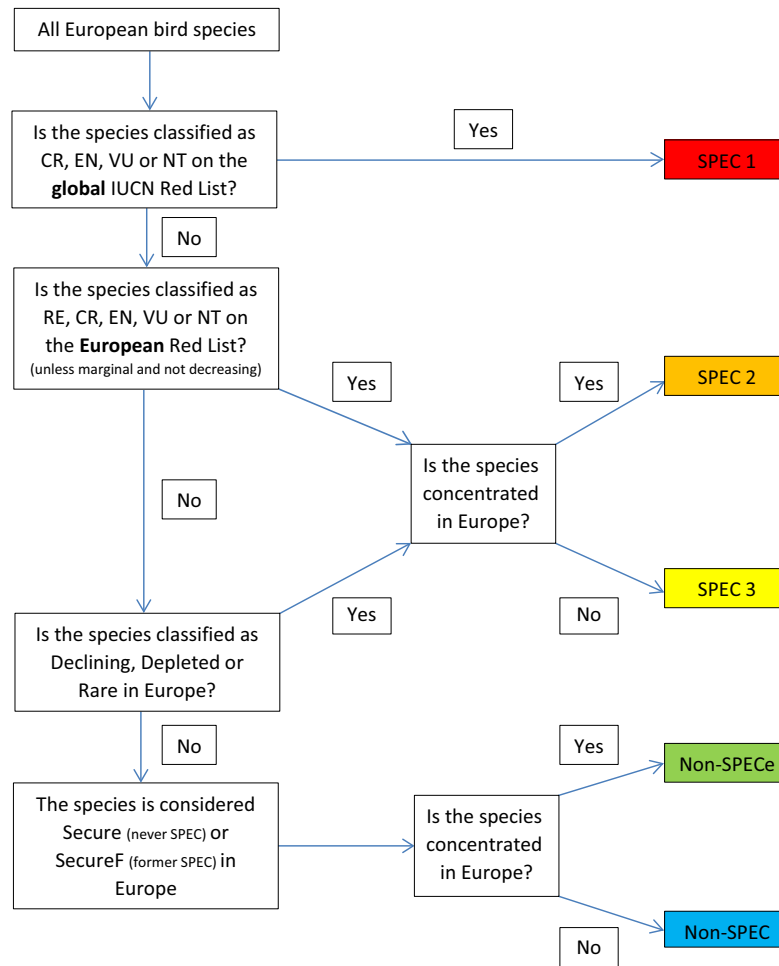 All European bird species
Is the species classified as
CR, EN, VU or NT on the
global IUCN Red List?
Yes
SPEC 1
No
Is the species classified as
RE, CR, EN, VU or NT on
the European Red List?
(unless marginal and not decreasing)
Yes
Yes
SPEC 2
Is the species
concentrated
in Europe?
No
Yes
No
SPEC 3
Is the species classified as
Declining, Depleted or
Rare in Europe?
No
Yes
Non-SPECe
The species is considered
Secure (never SPEC) or
SecureF (former SPEC) in
Europe
Is the species
concentrated
in Europe?
No
Non-SPEC